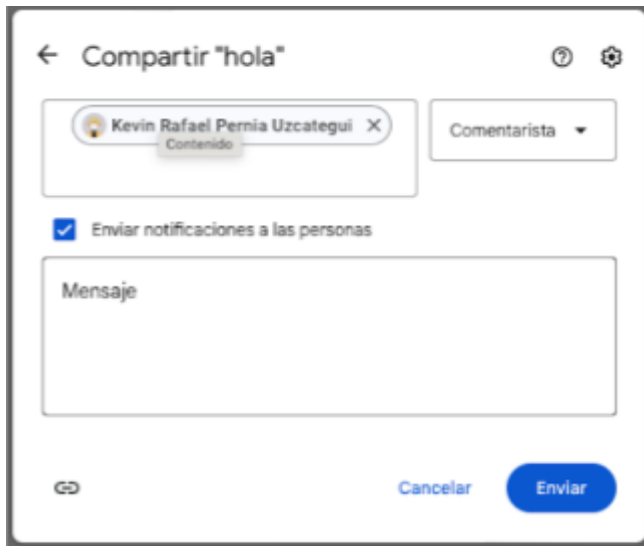 Compartir "hola"
Kevin Rafael Pernia Uzcategui
Contenido
Comentarista
Enviar notificaciones a las personas
Mensaje
Cancelar
Enviar